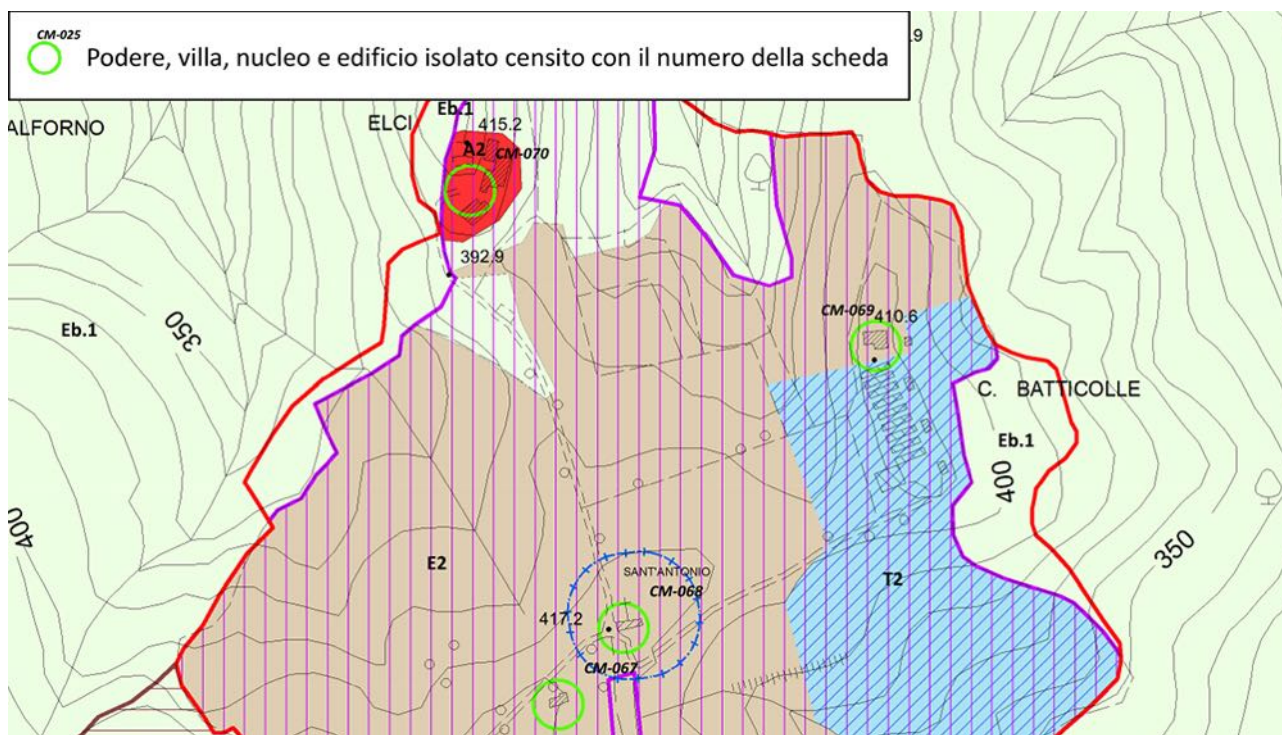 CM-025
Podere, villa, nucleo e edificio isolato censito con il numero della scheda
.9
Eb.1
ALFORNO
ELCI
415.2
A2
CM-070
392.9
CM-069
410.6
Eb.1
350
C. BATTICOLLE
Eb.1
400
400
350
E2
SANT'ANTONIO
T2
CM-068
417.2
CM-067